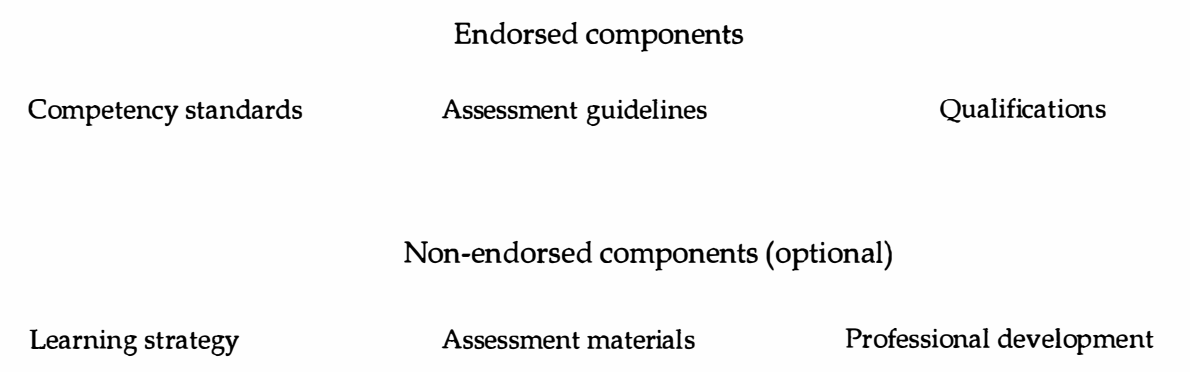 Endorsed components
Competency standards Assessment guidelines Qualifications
Non-endorsed components (optional)
Learning strategy Assessment materials Professional development